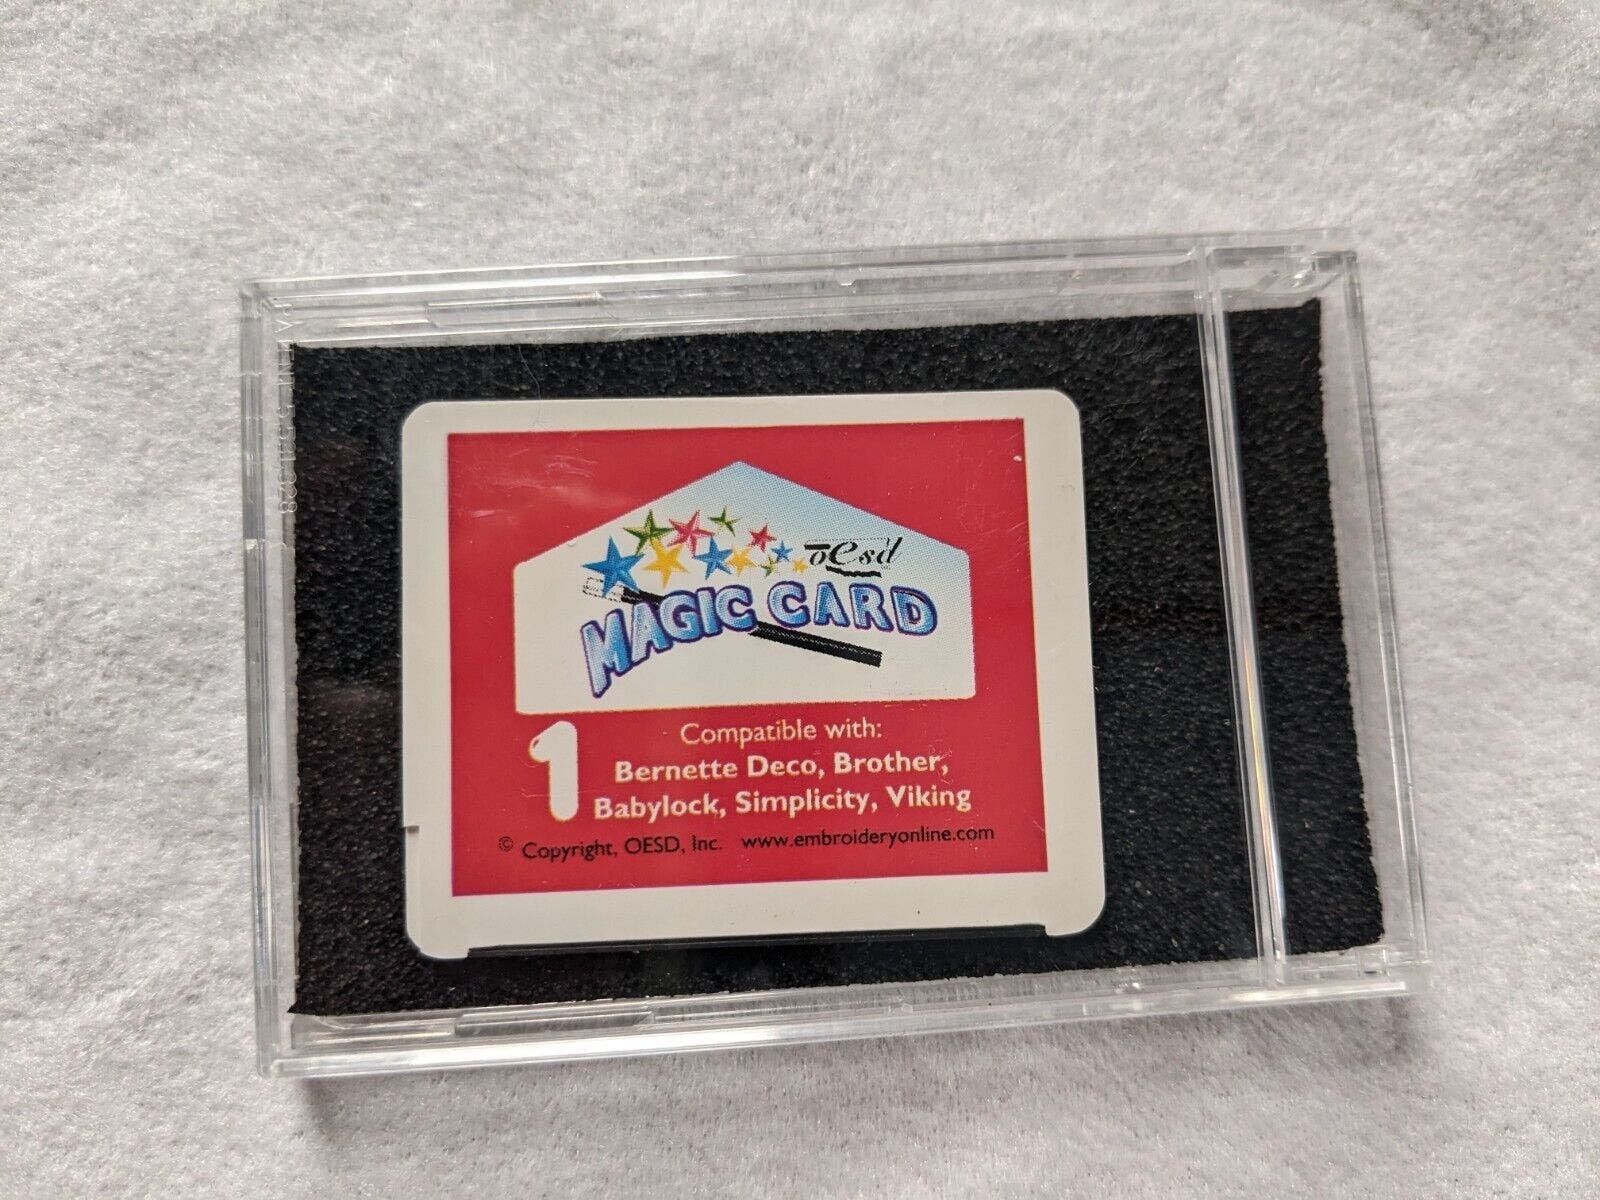 oesd
MAGIC CARD
1
Compatible with:
Bernette Deco, Brother,
Babylock, Simplicity, Viking
© Copyright, OESD, Inc. www.embroideryonline.com